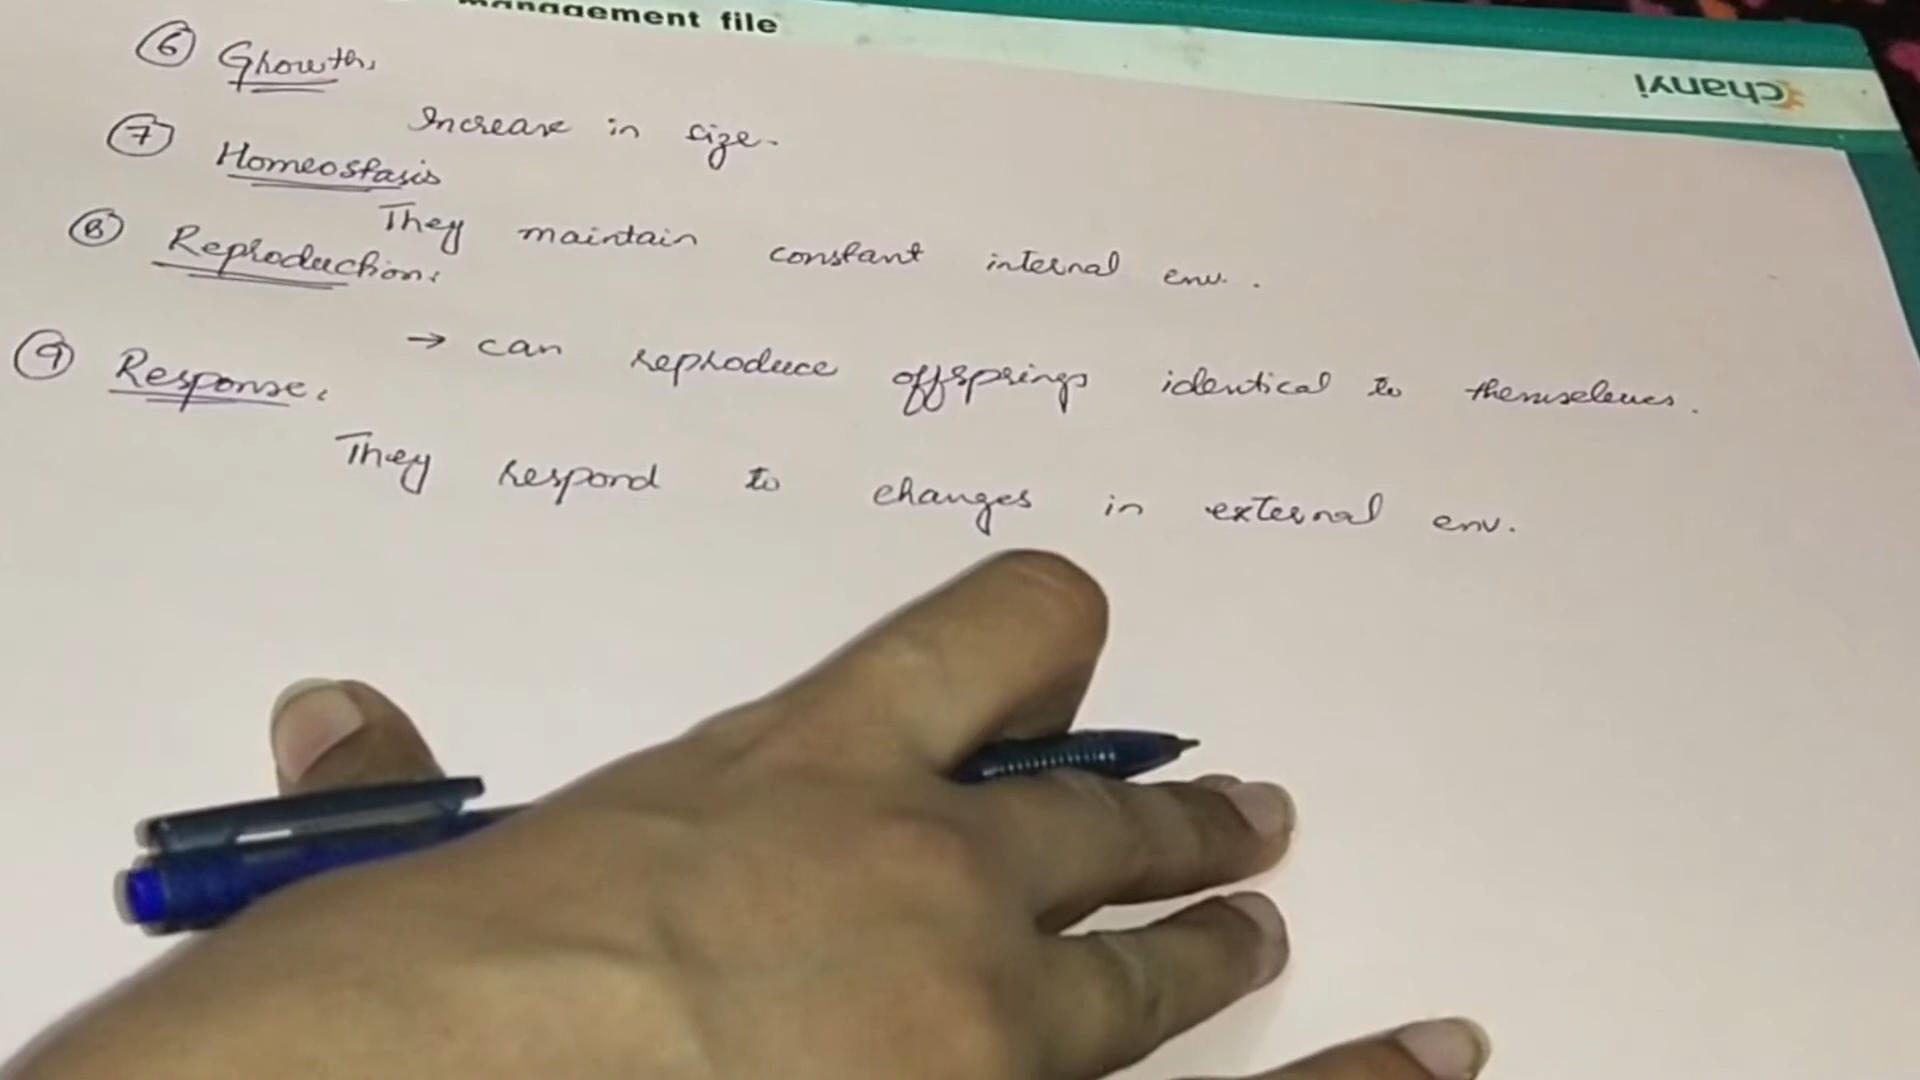 management file
chanyi
6 Growth,
Increase in size.
7 Homeostasis
They maintain constant internal env.
8 Reproduction:
→ can reproduce offsprings identical to themselves.
9 Response:
They respond to changes in external env.